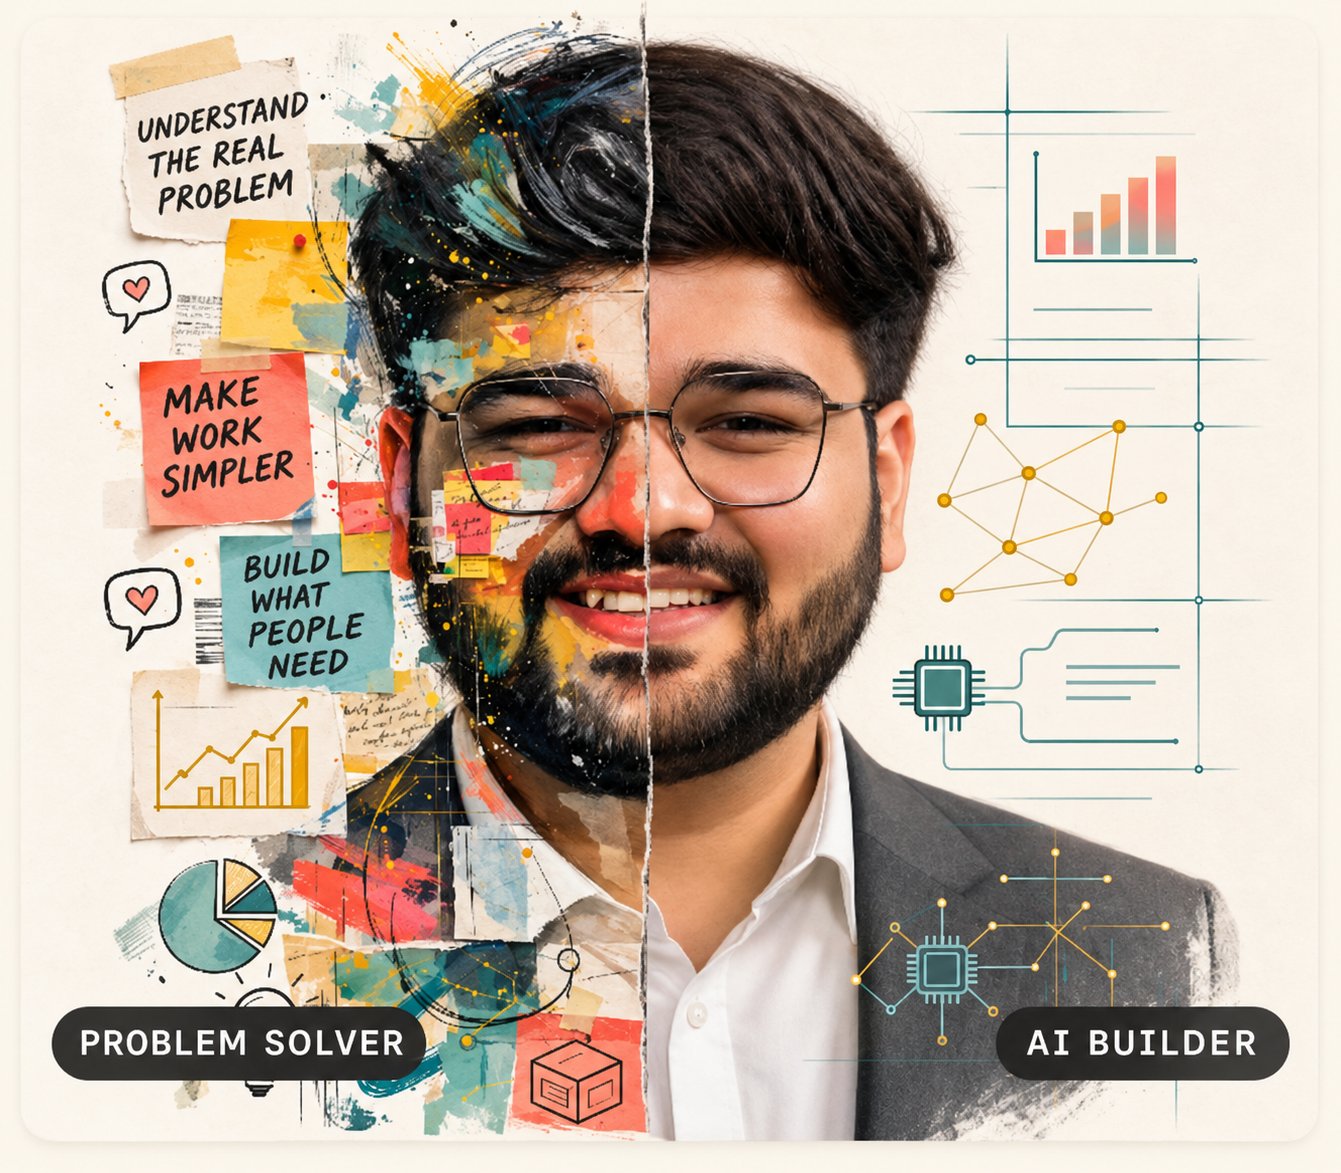 UNDERSTAND
THE REAL
PROBLEM
MAKE
WORK
SIMPLER
BUILD
WHAT
PEOPLE
NEED
PROBLEM SOLVER
AI BUILDER